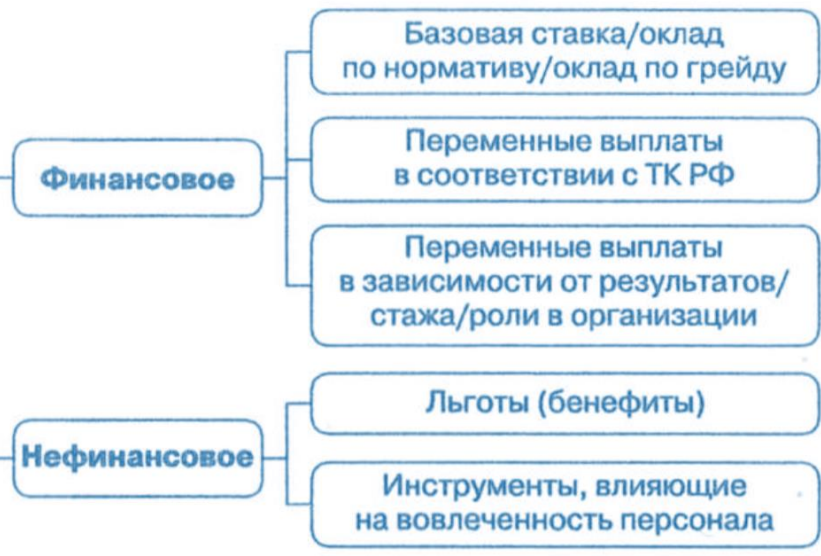 Базовая ставка/оклад
по нормативу/оклад по грейду
Финансовое
Переменные выплаты
в соответствии с ТК РФ
Переменные выплаты
в зависимости от результатов/
стажа/роли в организации
Нефинансовое
Льготы (бенефиты)
Инструменты, влияющие
на вовлеченность персонала